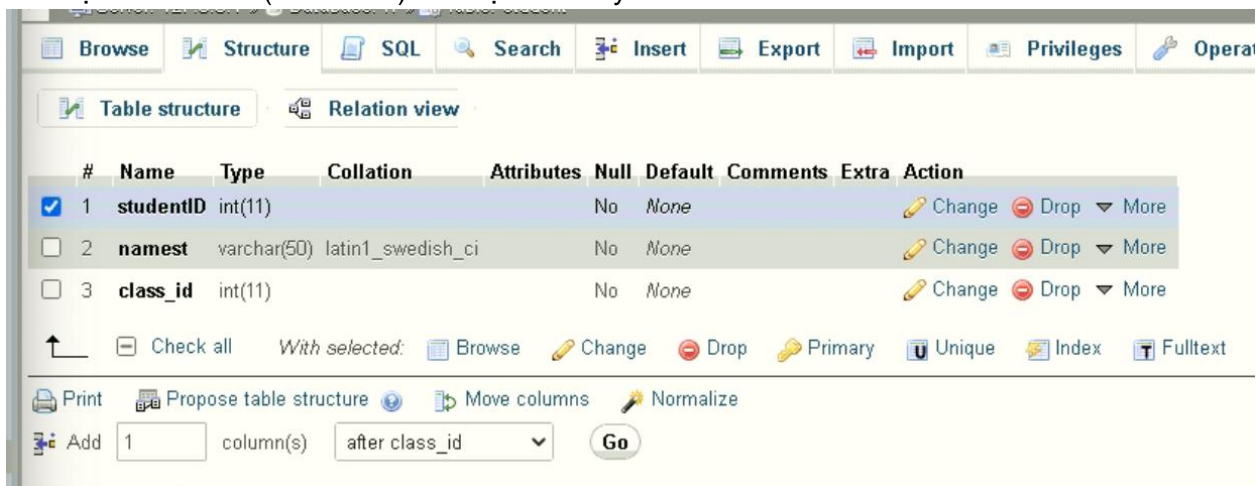 Browse Structure SQL Search Insert Export Import Privileges Operat
Table structure Relation view
# Name Type Collation Attributes Null Default Comments Extra Action
1 studentID int(11) No None Change Drop More
2 namest varchar(50) latin1_swedish_ci No None Change Drop More
3 class_id int(11) No None Change Drop More
Check all With selected: Browse Change Drop Primary Unique Index Fulltext
Print Propose table structure Move columns Normalize
Add 1 column(s) after class_id Go